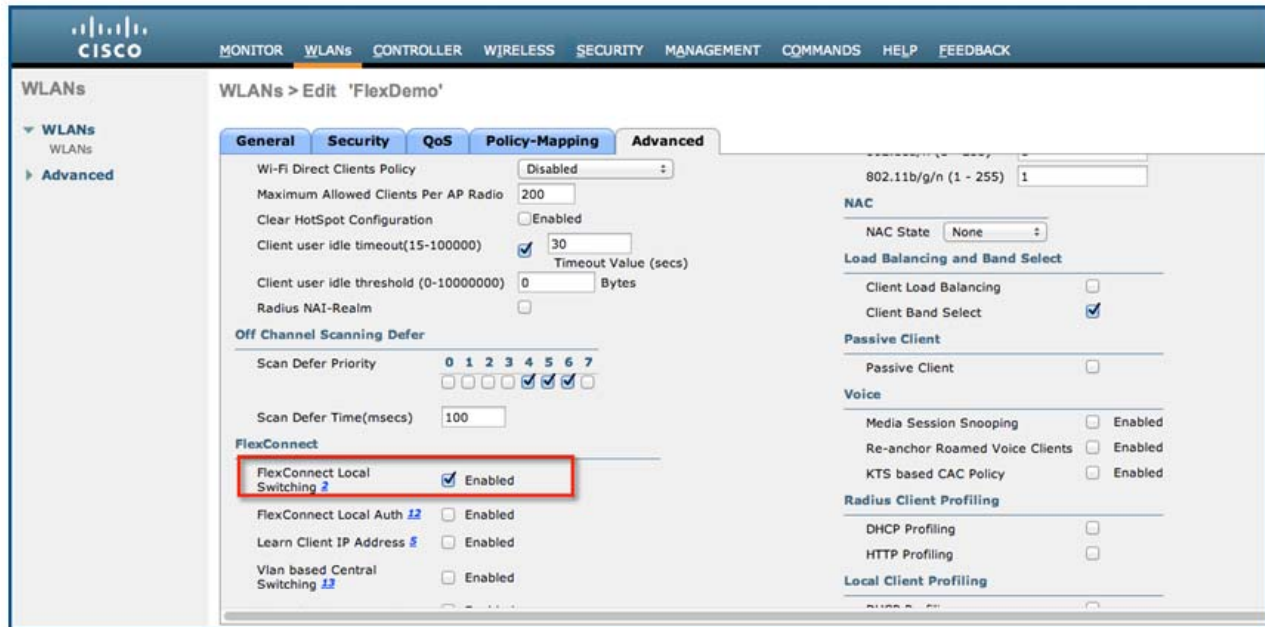 CISCO
MONITOR WLANs CONTROLLER WIRELESS SECURITY MANAGEMENT COMMANDS HELP FEEDBACK
WLANs
WLANs
WLANs
Advanced
WLANs > Edit 'FlexDemo'
General Security QoS Policy-Mapping Advanced
Wi-Fi Direct Clients Policy Disabled
Maximum Allowed Clients Per AP Radio 200
Clear HotSpot Configuration Enabled
Client user idle timeout(15-100000) 30
Timeout Value (secs)
Client user idle threshold (0-10000000) 0 Bytes
Radius NAI-Realm
Off Channel Scanning Defer
Scan Defer Priority 0 1 2 3 4 5 6 7
Scan Defer Time(msecs) 100
FlexConnect
FlexConnect Local
Switching 2 Enabled
FlexConnect Local Auth 12 Enabled
Learn Client IP Address 5 Enabled
Vlan based Central
Switching 13 Enabled
802.11b/g/n (1 - 255) 1
NAC
NAC State None
Load Balancing and Band Select
Client Load Balancing
Client Band Select
Passive Client
Passive Client
Voice
Media Session Snooping Enabled
Re-anchor Roamed Voice Clients Enabled
KTS based CAC Policy Enabled
Radius Client Profiling
DHCP Profiling
HTTP Profiling
Local Client Profiling